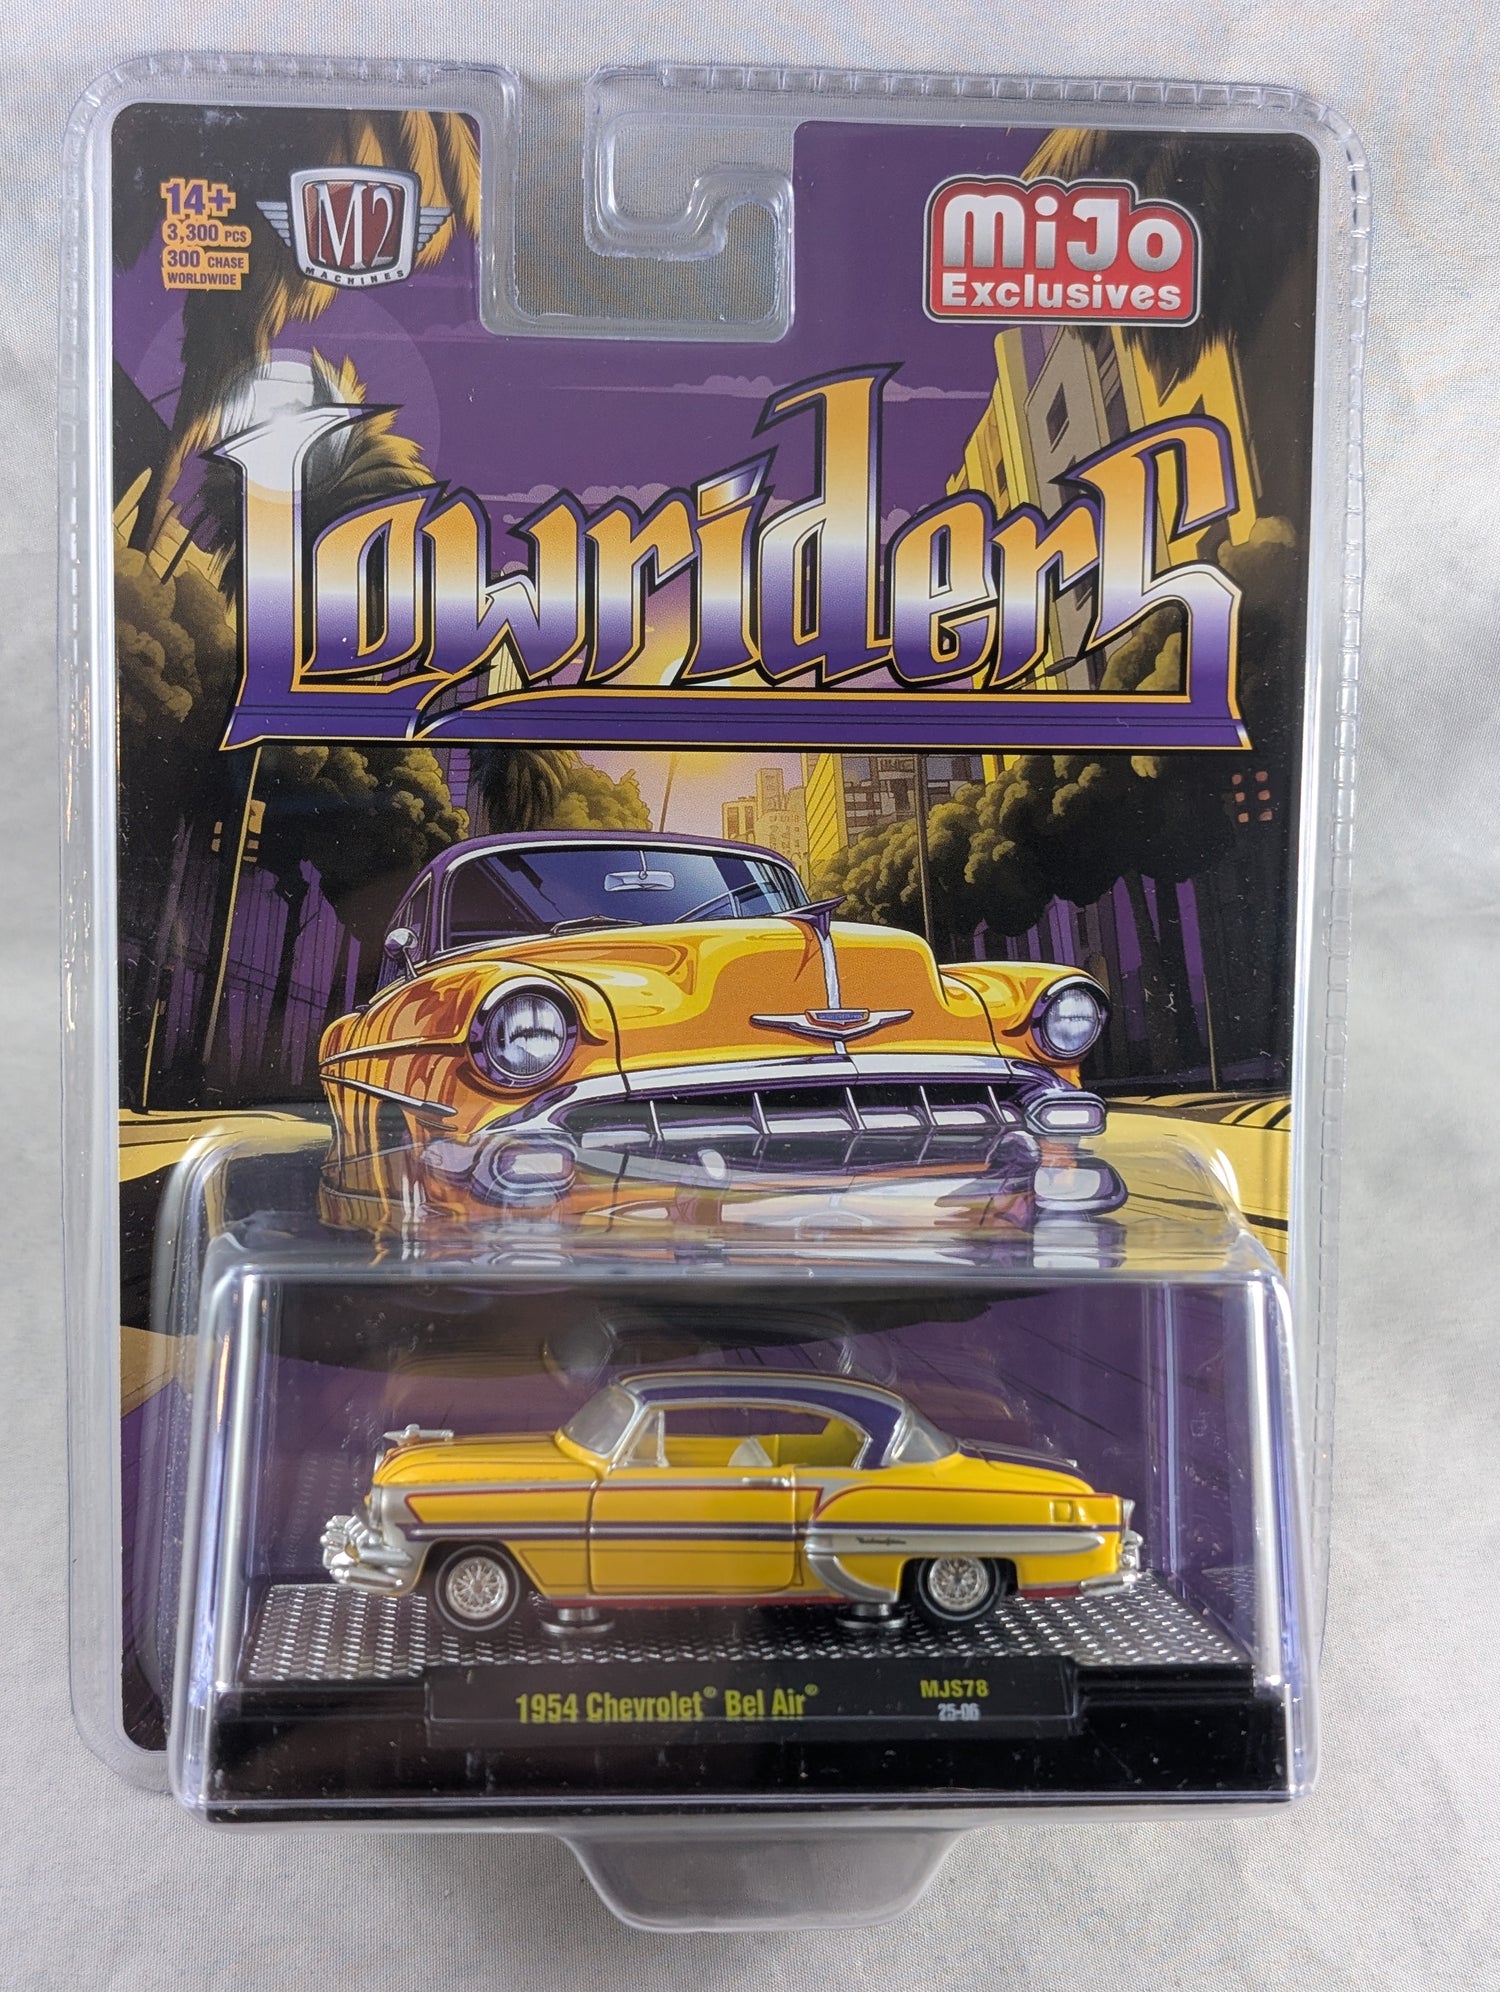 14+
3,300 PCS
300 CHASE
WORLDWIDE
M2
MACHINES
MiJo
Exclusives
Lowriders
1954 Chevrolet® Bel Air®
MJS78
25-06